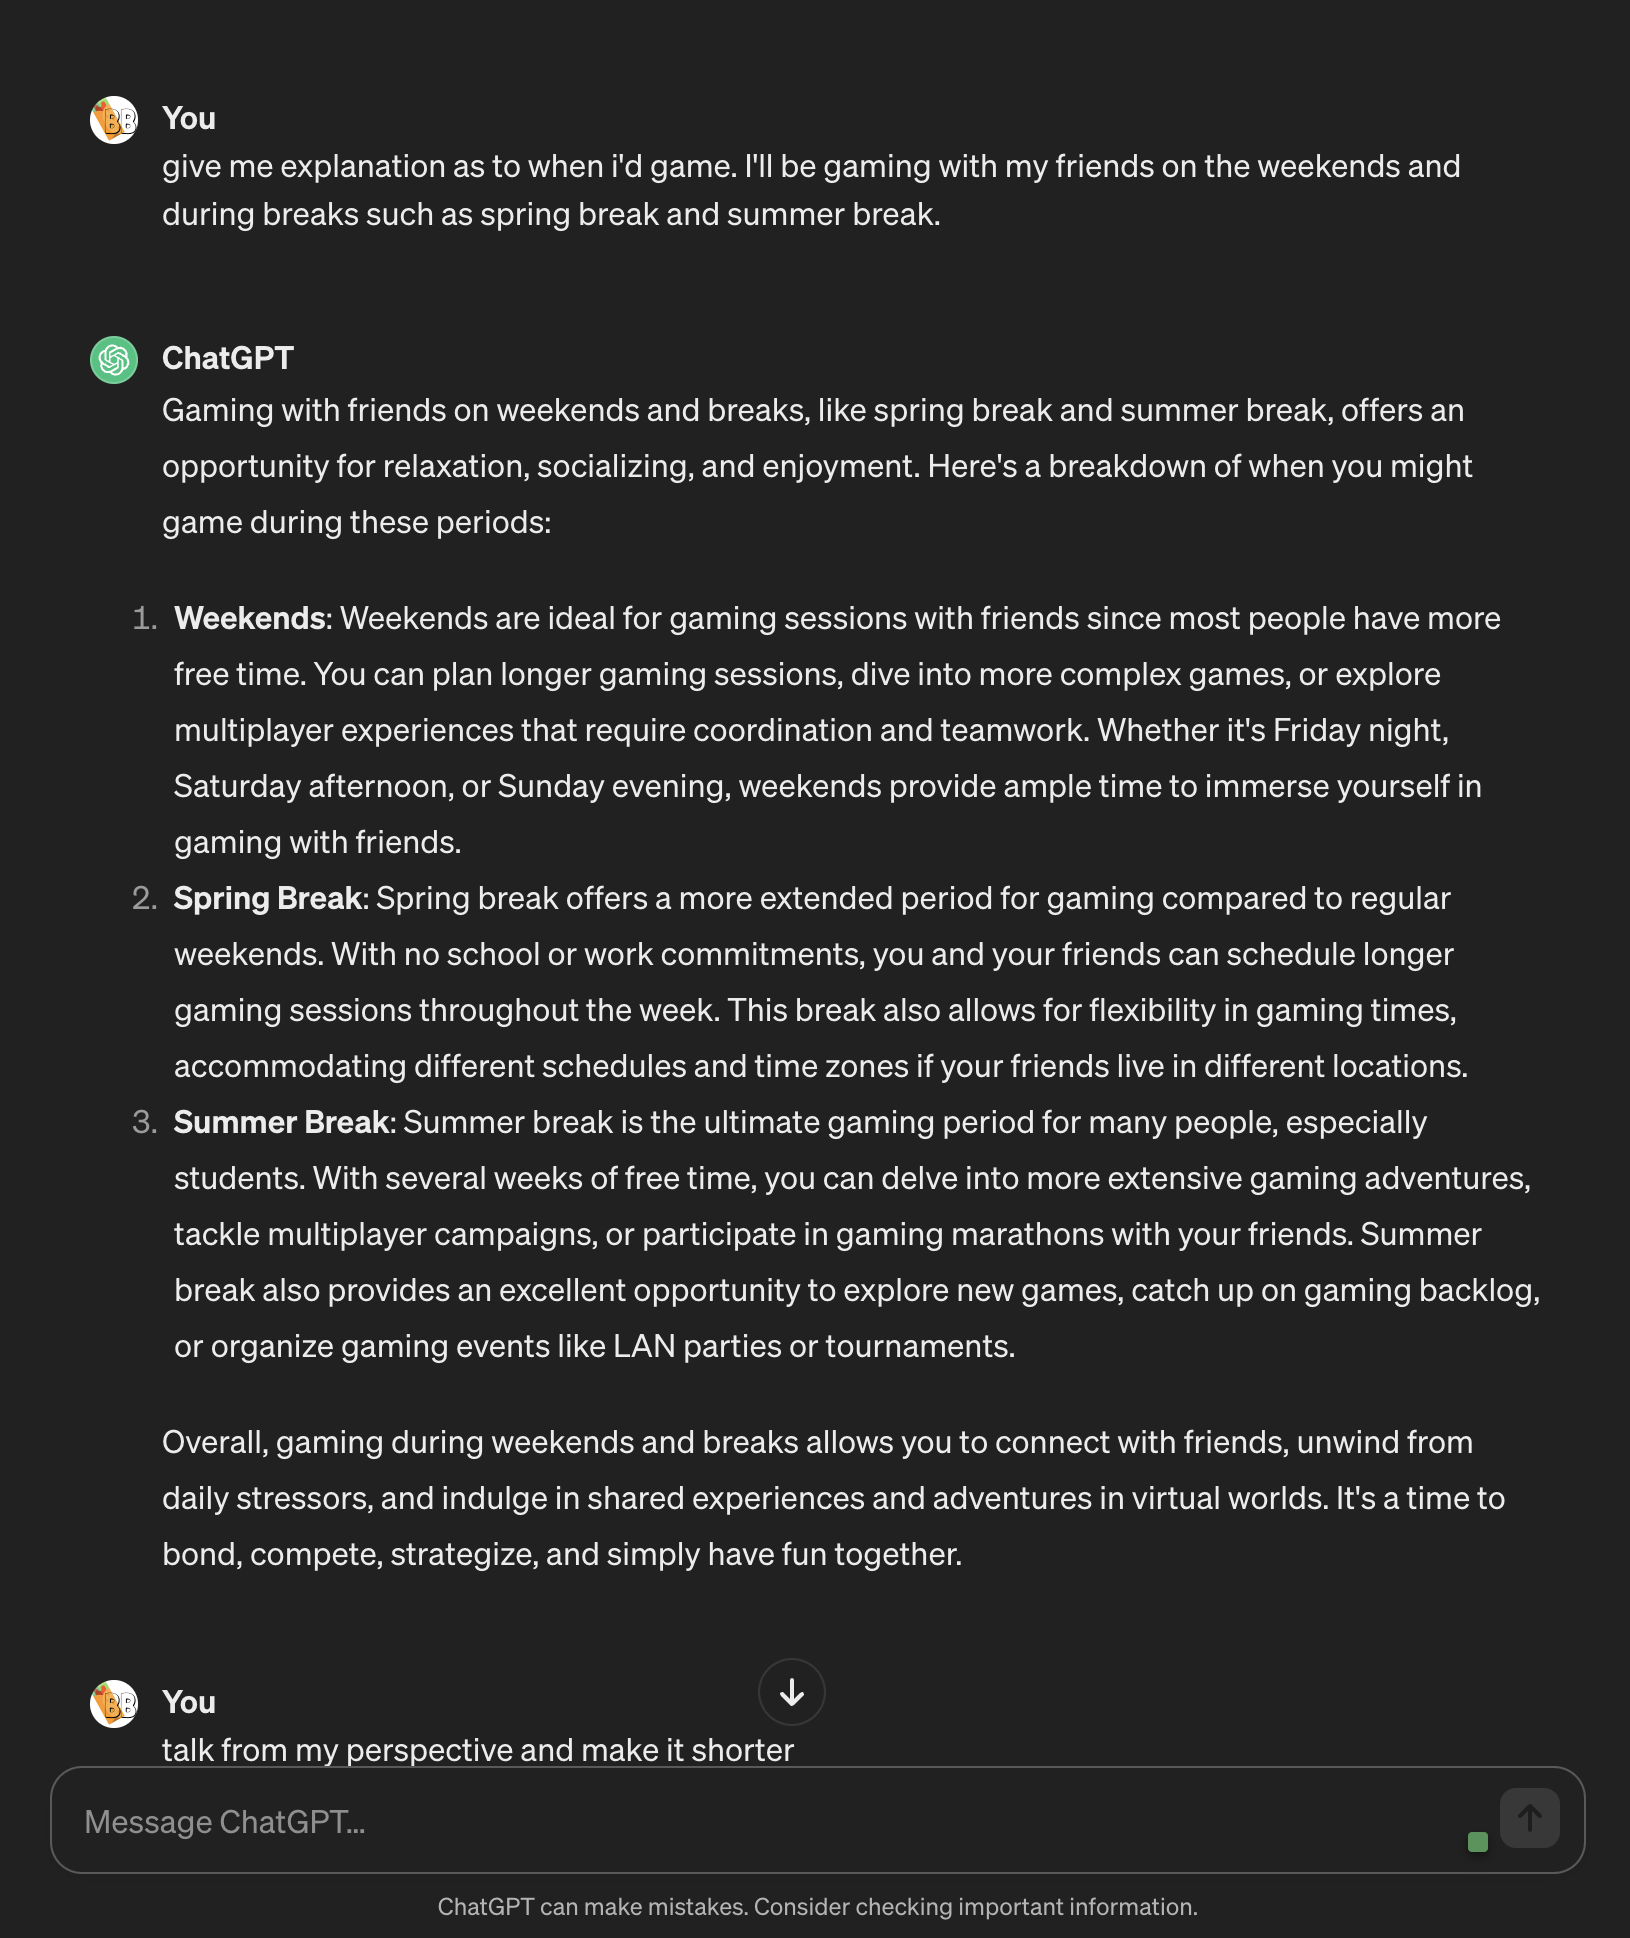 BB You
give me explanation as to when i'd game. I'll be gaming with my friends on the weekends and
during breaks such as spring break and summer break.
ChatGPT
Gaming with friends on weekends and breaks, like spring break and summer break, offers an
opportunity for relaxation, socializing, and enjoyment. Here's a breakdown of when you might
game during these periods:
1. Weekends: Weekends are ideal for gaming sessions with friends since most people have more
free time. You can plan longer gaming sessions, dive into more complex games, or explore
multiplayer experiences that require coordination and teamwork. Whether it's Friday night,
Saturday afternoon, or Sunday evening, weekends provide ample time to immerse yourself in
gaming with friends.
2. Spring Break: Spring break offers a more extended period for gaming compared to regular
weekends. With no school or work commitments, you and your friends can schedule longer
gaming sessions throughout the week. This break also allows for flexibility in gaming times,
accommodating different schedules and time zones if your friends live in different locations.
3. Summer Break: Summer break is the ultimate gaming period for many people, especially
students. With several weeks of free time, you can delve into more extensive gaming adventures,
tackle multiplayer campaigns, or participate in gaming marathons with your friends. Summer
break also provides an excellent opportunity to explore new games, catch up on gaming backlog,
or organize gaming events like LAN parties or tournaments.
Overall, gaming during weekends and breaks allows you to connect with friends, unwind from
daily stressors, and indulge in shared experiences and adventures in virtual worlds. It's a time to
bond, compete, strategize, and simply have fun together.
BB You
talk from my perspective and make it shorter
Message ChatGPT...
ChatGPT can make mistakes. Consider checking important information.